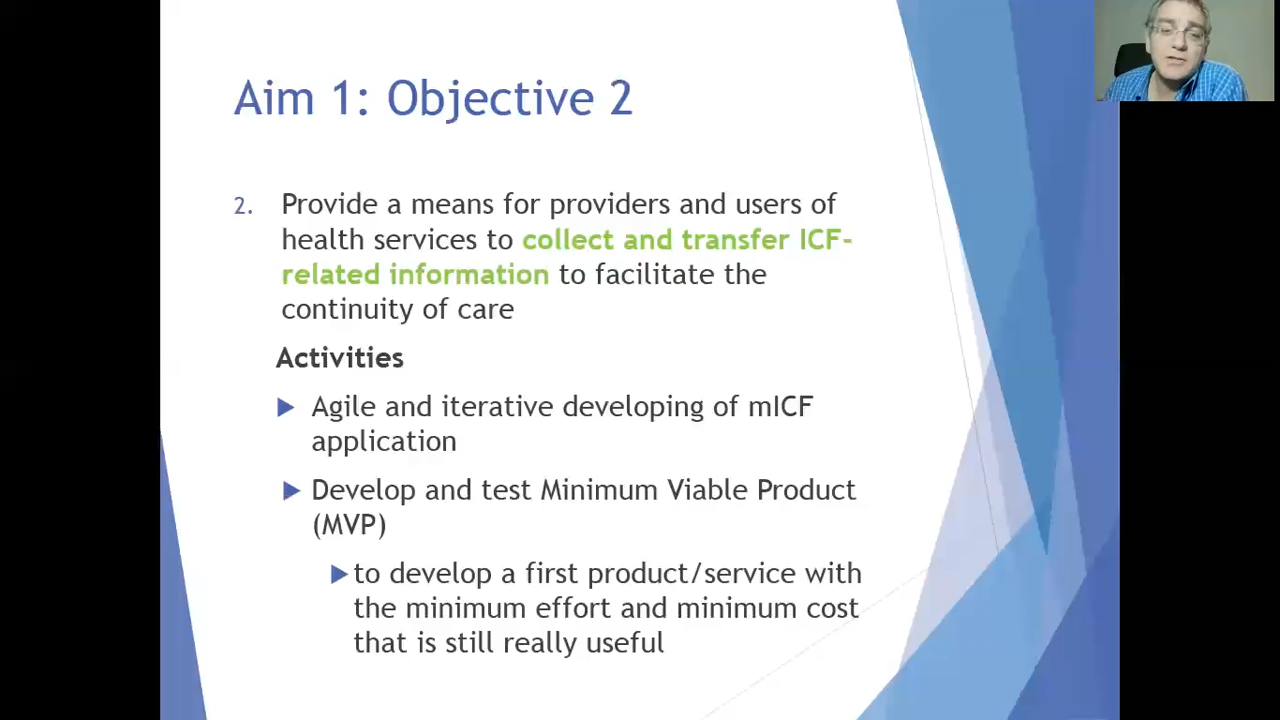 Aim 1: Objective 2
2. Provide a means for providers and users of
health services to collect and transfer ICF-
related information to facilitate the
continuity of care
Activities
Agile and iterative developing of mICF
application
Develop and test Minimum Viable Product
(MVP)
to develop a first product/service with
the minimum effort and minimum cost
that is still really useful